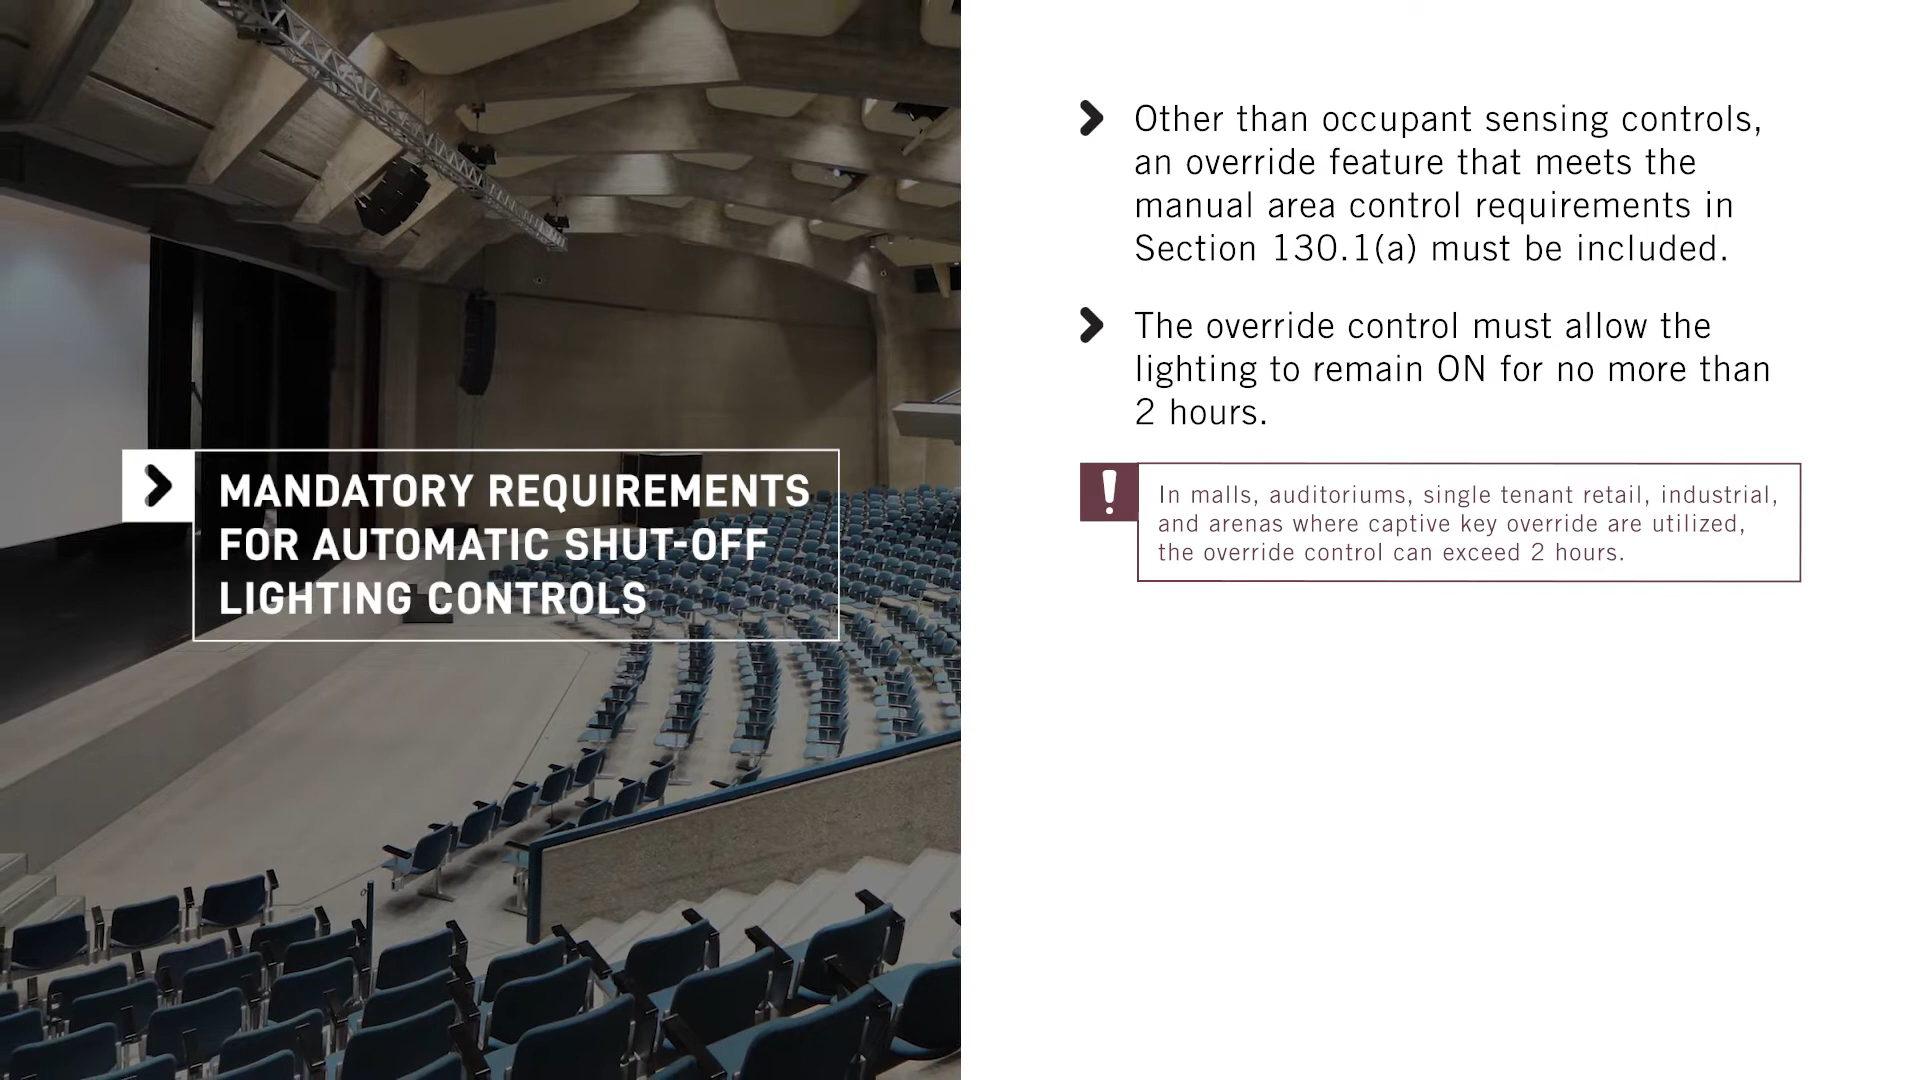 MANDATORY REQUIREMENTS
FOR AUTOMATIC SHUT-OFF
LIGHTING CONTROLS
Other than occupant sensing controls,
an override feature that meets the
manual area control requirements in
Section 130.1(a) must be included.
The override control must allow the
lighting to remain ON for no more than
2 hours.
In malls, auditoriums, single tenant retail, industrial,
and arenas where captive key override are utilized,
the override control can exceed 2 hours.